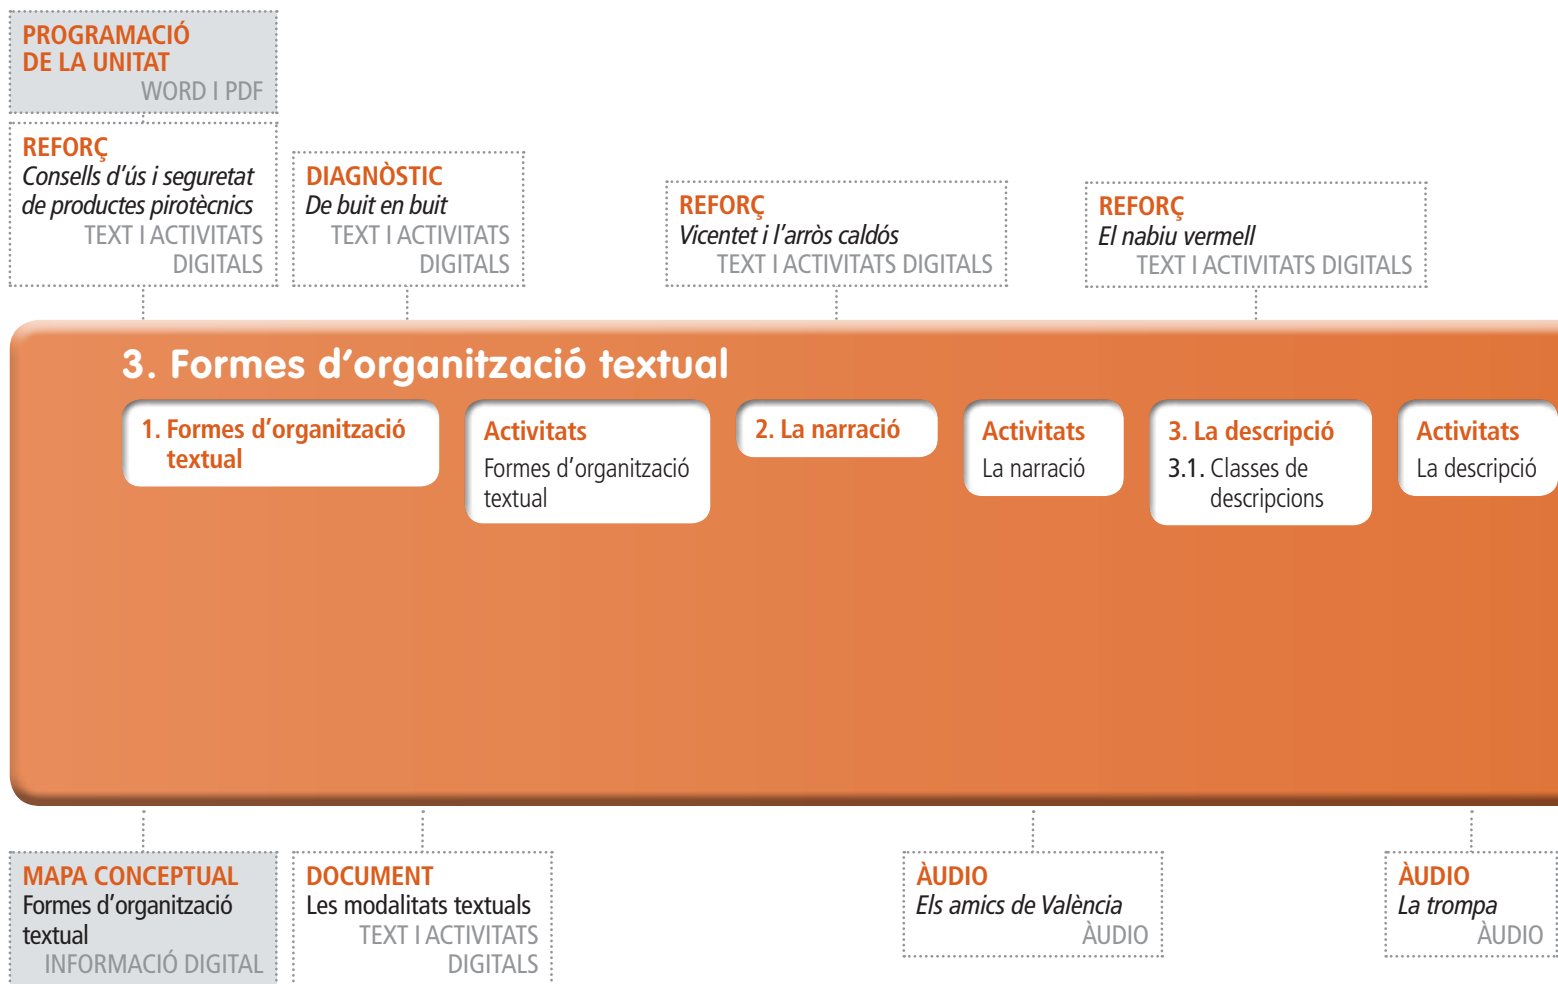 PROGRAMACIÓ
DE LA UNITAT
WORD I PDF
REFORÇ
Consells d'ús i seguretat
de productes pirotècnics
TEXT I ACTIVITATS
DIGITALS
DIAGNÒSTIC
De buit en buit
TEXT I ACTIVITATS
DIGITALS
REFORÇ
Vicentet i l'arròs caldós
TEXT I ACTIVITATS DIGITALS
REFORÇ
El nabiu vermell
TEXT I ACTIVITATS DIGITALS
3. Formes d'organització textual
1. Formes d'organització
textual
Activitats
Formes d'organització
textual
2. La narració
Activitats
La narració
3. La descripció
3.1. Classes de
descripcions
Activitats
La descripció
MAPA CONCEPTUAL
Formes d'organització
textual
INFORMACIÓ DIGITAL
DOCUMENT
Les modalitats textuals
TEXT I ACTIVITATS
DIGITALS
ÀUDIO
Els amics de València
ÀUDIO
ÀUDIO
La trompa
ÀUDIO